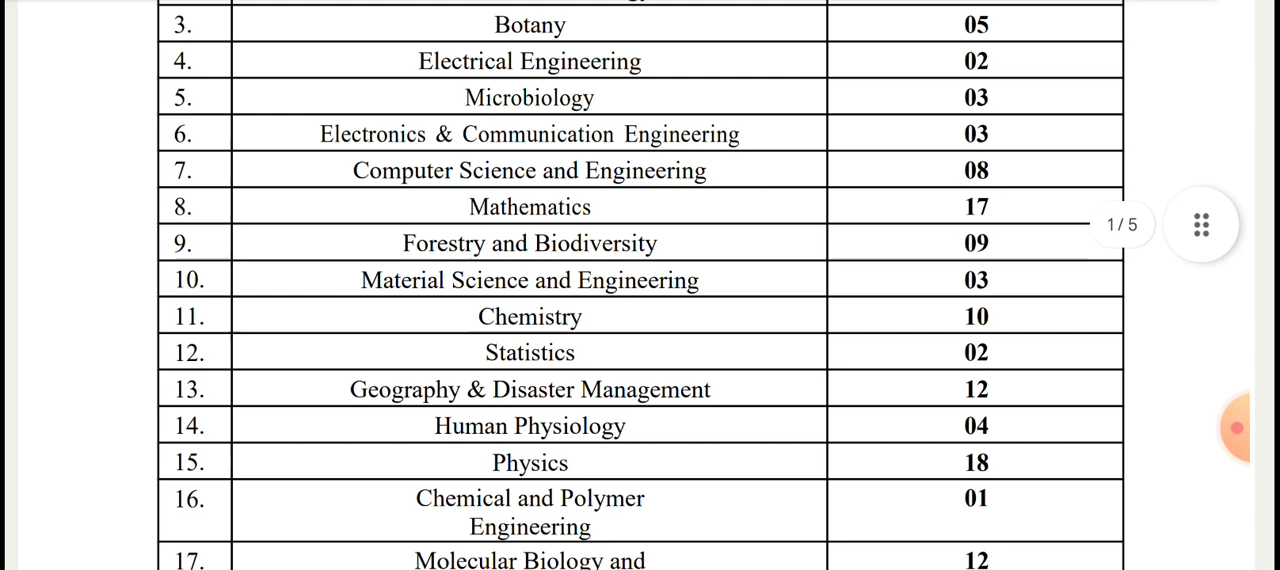 3. Botany 05
4. Electrical Engineering 02
5. Microbiology 03
6. Electronics & Communication Engineering 03
7. Computer Science and Engineering 08
8. Mathematics 17
1/5
9. Forestry and Biodiversity 09
10. Material Science and Engineering 03
11. Chemistry 10
12. Statistics 02
13. Geography & Disaster Management 12
14. Human Physiology 04
15. Physics 18
16. Chemical and Polymer 01
Engineering
17. Molecular Biology and 12